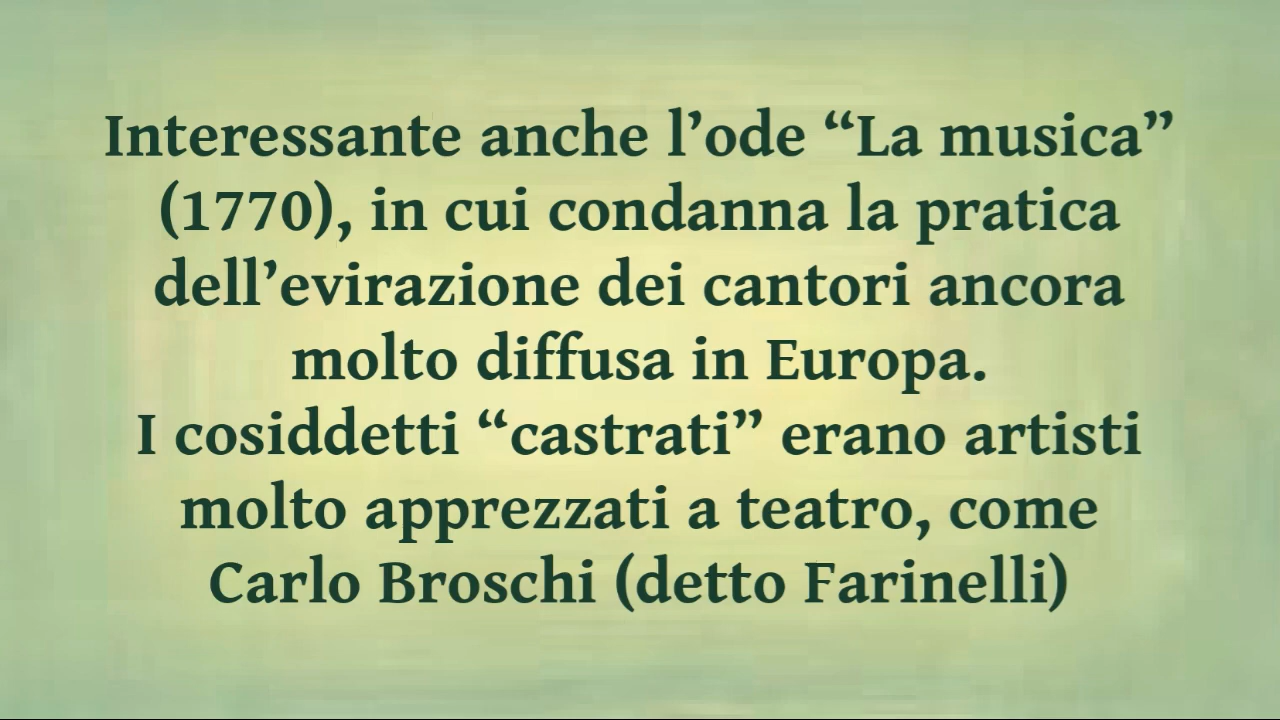 Interessante anche l’ode “La musica”
(1770), in cui condanna la pratica
dell’evirazione dei cantori ancora
molto diffusa in Europa.
I cosiddetti “castrati” erano artisti
molto apprezzati a teatro, come
Carlo Broschi (detto Farinelli)